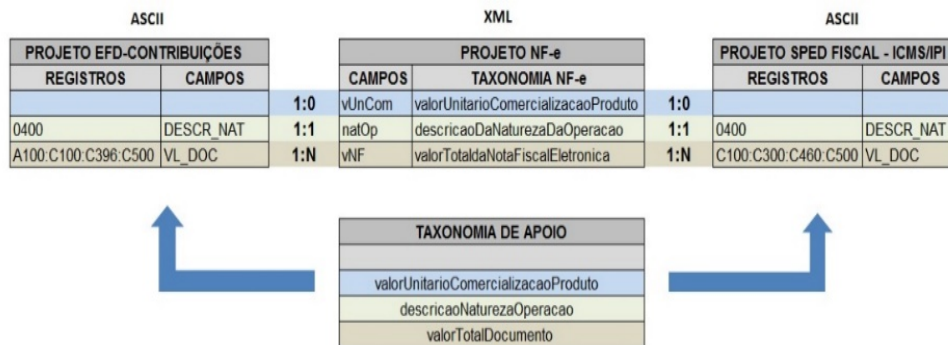 ASCII XML ASCII
PROJETO EFD-CONTRIBUIÇÕES PROJETO NF-e PROJETO SPED FISCAL - ICMS/IPI
REGISTROS CAMPOS CAMPOS TAXONOMIA NF-e REGISTROS CAMPOS
1:0 vUnCom valorUnitarioComercializacaoProduto 1:0
0400 DESCR_NAT 1:1 natOp descricaoDaNaturezaDaOperacao 1:1 0400 DESCR_NAT
A100:C100:C396:C500 VL_DOC 1:N vNF valorTotaldaNotaFiscalEletronica 1:N C100:C300:C460:C500 VL_DOC
TAXONOMIA DE APOIO
valorUnitarioComercializacaoProduto
descricaoNaturezaOperacao
valorTotalDocumento